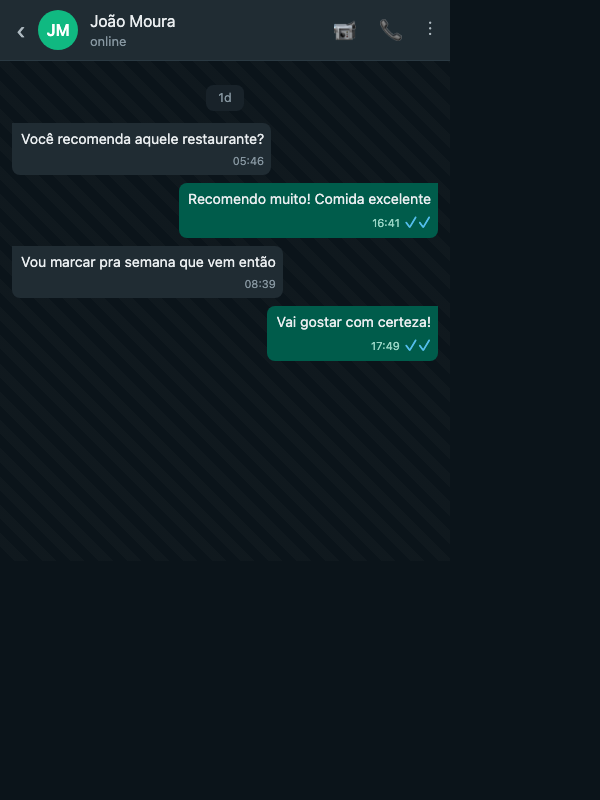 JM
João Moura
online
1d
Você recomenda aquele restaurante?
05:46
Recomendo muito! Comida excelente
16:41
Vou marcar pra semana que vem então
08:39
Vai gostar com certeza!
17:49